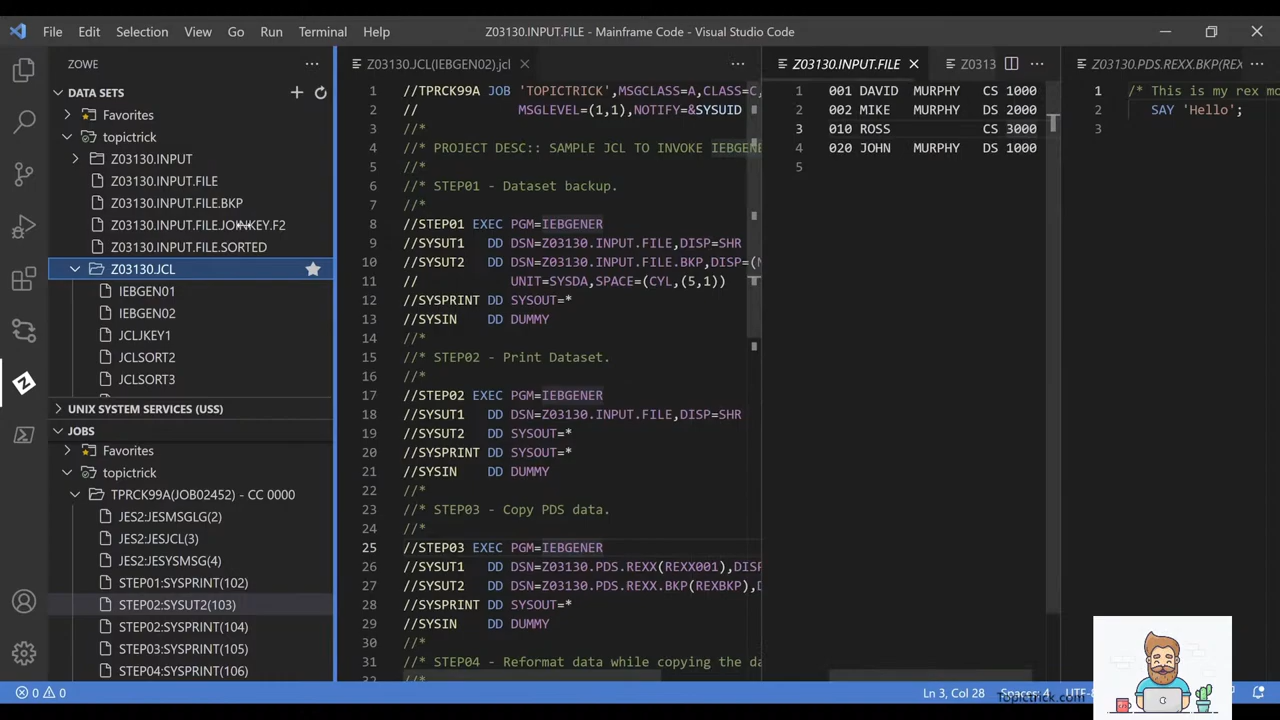 File Edit Selection View Go Run Terminal Help Z03130.INPUT.FILE - Mainframe Code - Visual Studio Code
ZOWE
DATA SETS
Favorites
topictrick
Z03130.INPUT
Z03130.INPUT.FILE
Z03130.INPUT.FILE.BKP
Z03130.INPUT.FILE.JOINKEY.F2
Z03130.INPUT.FILE.SORTED
Z03130.JCL
IEBGEN01
IEBGEN02
JCLJKEY1
JCLSORT2
JCLSORT3
UNIX SYSTEM SERVICES (USS)
JOBS
Favorites
topictrick
TPRCK99A(JOB02452) - CC 0000
JES2:JESMSGLG(2)
JES2:JESJCL(3)
JES2:JESYSMSG(4)
STEP01:SYSPRINT(102)
STEP02:SYSUT2(103)
STEP02:SYSPRINT(104)
STEP03:SYSPRINT(105)
STEP04:SYSPRINT(106)
Z03130.JCL(IEBGEN02).jcl
1 //TPRCK99A JOB 'TOPICTRICK',MSGCLASS=A,CLASS=C,
2 // MSGLEVEL=(1,1),NOTIFY=&SYSUID
3 //*
4 //* PROJECT DESC:: SAMPLE JCL TO INVOKE IEBGENE
5 //*
6 //* STEP01 - Dataset backup.
7 //*
8 //STEP01 EXEC PGM=IEBGENER
9 //SYSUT1 DD DSN=Z03130.INPUT.FILE,DISP=SHR
10 //SYSUT2 DD DSN=Z03130.INPUT.FILE.BKP,DISP=(N
11 // UNIT=SYSDA,SPACE=(CYL,(5,1))
12 //SYSPRINT DD SYSOUT=*
13 //SYSIN DD DUMMY
14 //*
15 //* STEP02 - Print Dataset.
16 //*
17 //STEP02 EXEC PGM=IEBGENER
18 //SYSUT1 DD DSN=Z03130.INPUT.FILE,DISP=SHR
19 //SYSUT2 DD SYSOUT=*
20 //SYSPRINT DD SYSOUT=*
21 //SYSIN DD DUMMY
22 //*
23 //* STEP03 - Copy PDS data.
24 //*
25 //STEP03 EXEC PGM=IEBGENER
26 //SYSUT1 DD DSN=Z03130.PDS.REXX(REXX001),DISP
27 //SYSUT2 DD DSN=Z03130.PDS.REXX.BKP(REXBKP),D
28 //SYSPRINT DD SYSOUT=*
29 //SYSIN DD DUMMY
30 //*
31 //* STEP04 - Reformat data while copying the da
32 //*
Z03130.INPUT.FILE Z0313
1 001 DAVID MURPHY CS 1000
2 002 MIKE MURPHY DS 2000
3 010 ROSS CS 3000
4 020 JOHN MURPHY DS 1000
5
Z03130.PDS.REXX.BKP(REX
1 /* This is my rex mo
2 SAY 'Hello';
3
0 0 Ln 3, Col 28 Spaces: 4 UTF-8
Topictrick.com